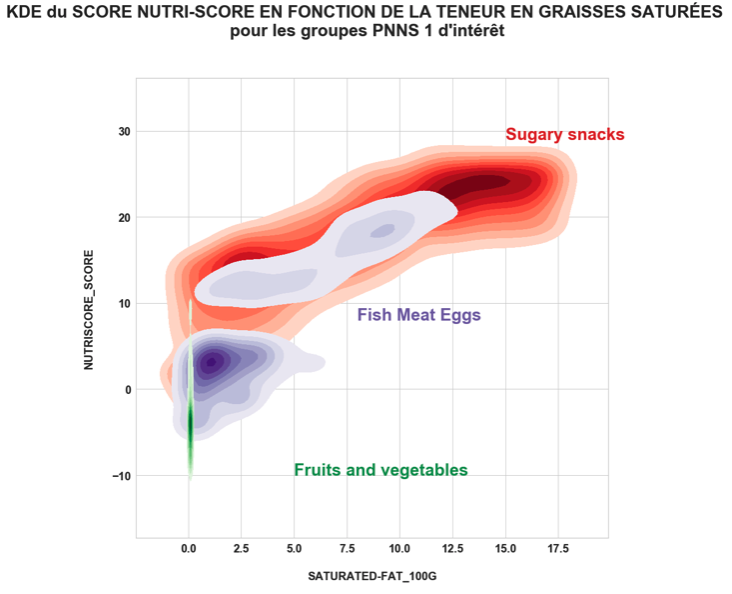 KDE du SCORE NUTRI-SCORE EN FONCTION DE LA TENEUR EN GRAISSES SATURÉES
pour les groupes PNNS 1 d'intérêt
Sugary snacks
30
20
NUTRISCORE_SCORE
10
Fish Meat Eggs
0
Fruits and vegetables
−10
0.0 2.5 5.0 7.5 10.0 12.5 15.0 17.5
SATURATED-FAT_100G